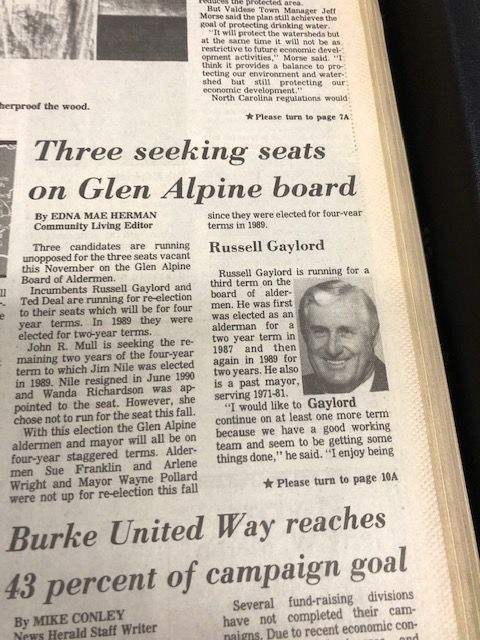 reduces the protected area.
But Valdese Town Manager Jeff
Morse said the plan still achieves the
goal of protecting drinking water.
"It will protect the watersheds but
at the same time it will not be as
restrictive to future economic devel-
opment activities," Morse said. "I
think it provides a balance to pro-
tecting our environment and water-
shed but still protecting our
economic development."
North Carolina regulations would
★ Please turn to page 7A
herproof the wood.
Three seeking seats
on Glen Alpine board
By EDNA MAE HERMAN
Community Living Editor
Three candidates are running
unopposed for the three seats vacant
this November on the Glen Alpine
Board of Aldermen.
Incumbents Russell Gaylord and
Ted Deal are running for re-election
to their seats which will be for four
year terms. In 1989 they were
elected for two-year terms.
John R. Mull is seeking the re-
maining two years of the four-year
term to which Jim Nile was elected
in 1989. Nile resigned in June 1990
and Wanda Richardson was ap-
pointed to the seat. However, she
chose not to run for the seat this fall.
With this election the Glen Alpine
aldermen and mayor will all be on
four-year staggered terms. Alder-
men Sue Franklin and Arlene
Wright and Mayor Wayne Pollard
were not up for re-election this fall
since they were elected for four-year
terms in 1989.
Russell Gaylord
Russell Gaylord is running for a
third term on the
board of alder-
men. He was first
was elected as an
alderman for a
two year term in
1987 and then
again in 1989 for
two years. He also
is a past mayor,
serving 1971-81.
Gaylord
"I would like to
continue on at least one more term
because we have a good working
team and seem to be getting some
things done," he said. "I enjoy being
★ Please turn to page 10A
Burke United Way reaches
43 percent of campaign goal
By MIKE CONLEY
News Herald Staff Writer
Several fund-raising divisions
have not completed their cam-
paigns. Due to recent economic con-